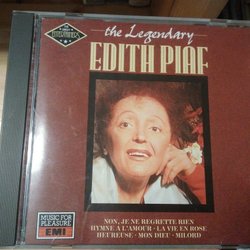 the Legendary
EDITH PIAF
NON, JE NE REGRETTE RIEN
HYMNE A L'AMOUR · LA VIE EN ROSE
HEUREUSE · MON DIEU · MILORD
MUSIC FOR
PLEASURE
EMI